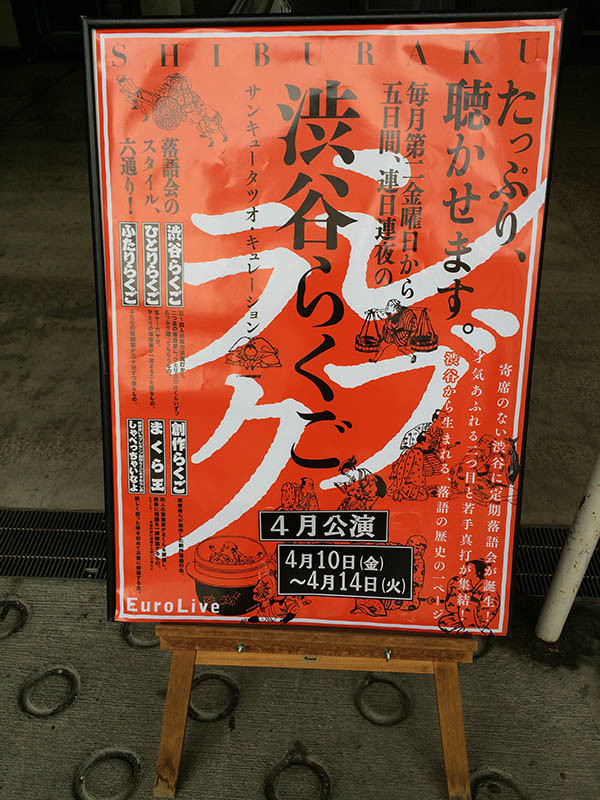 SHIBURAKU
たっぷり、
聴かせます。
毎月第二金曜日から
五日間、連日連夜の
渋谷らくご
サンキュータツオ・キュレーション
シブラク
寄席のない渋谷に定期落語会が誕生!
才気あふれる二つ目と若手真打が集結
渋谷から生まれる 落語の歴史の一ページ
落語会の
スタイル、
六通り!
渋谷らくご
ひとりらくご
ふたりらくご
創作らくご
まくら王
しゃべっちゃいなよ
4月公演
4月10日(金)
～4月14日(火)
EuroLive